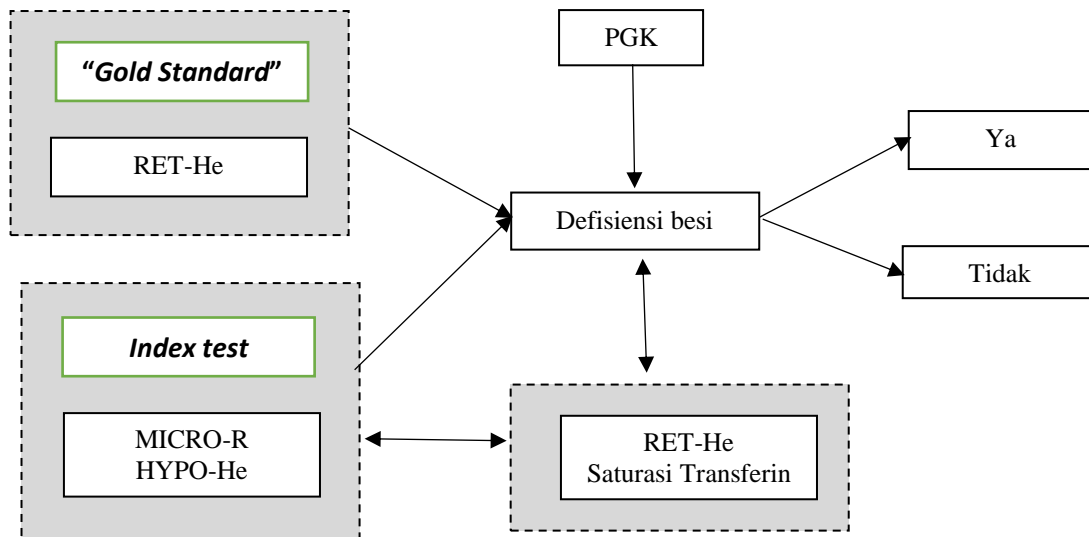 “Gold Standard”
RET-He
PGK
Ya
Defisiensi besi
Tidak
Index test
MICRO-R
HYPO-He
RET-He
Saturasi Transferin